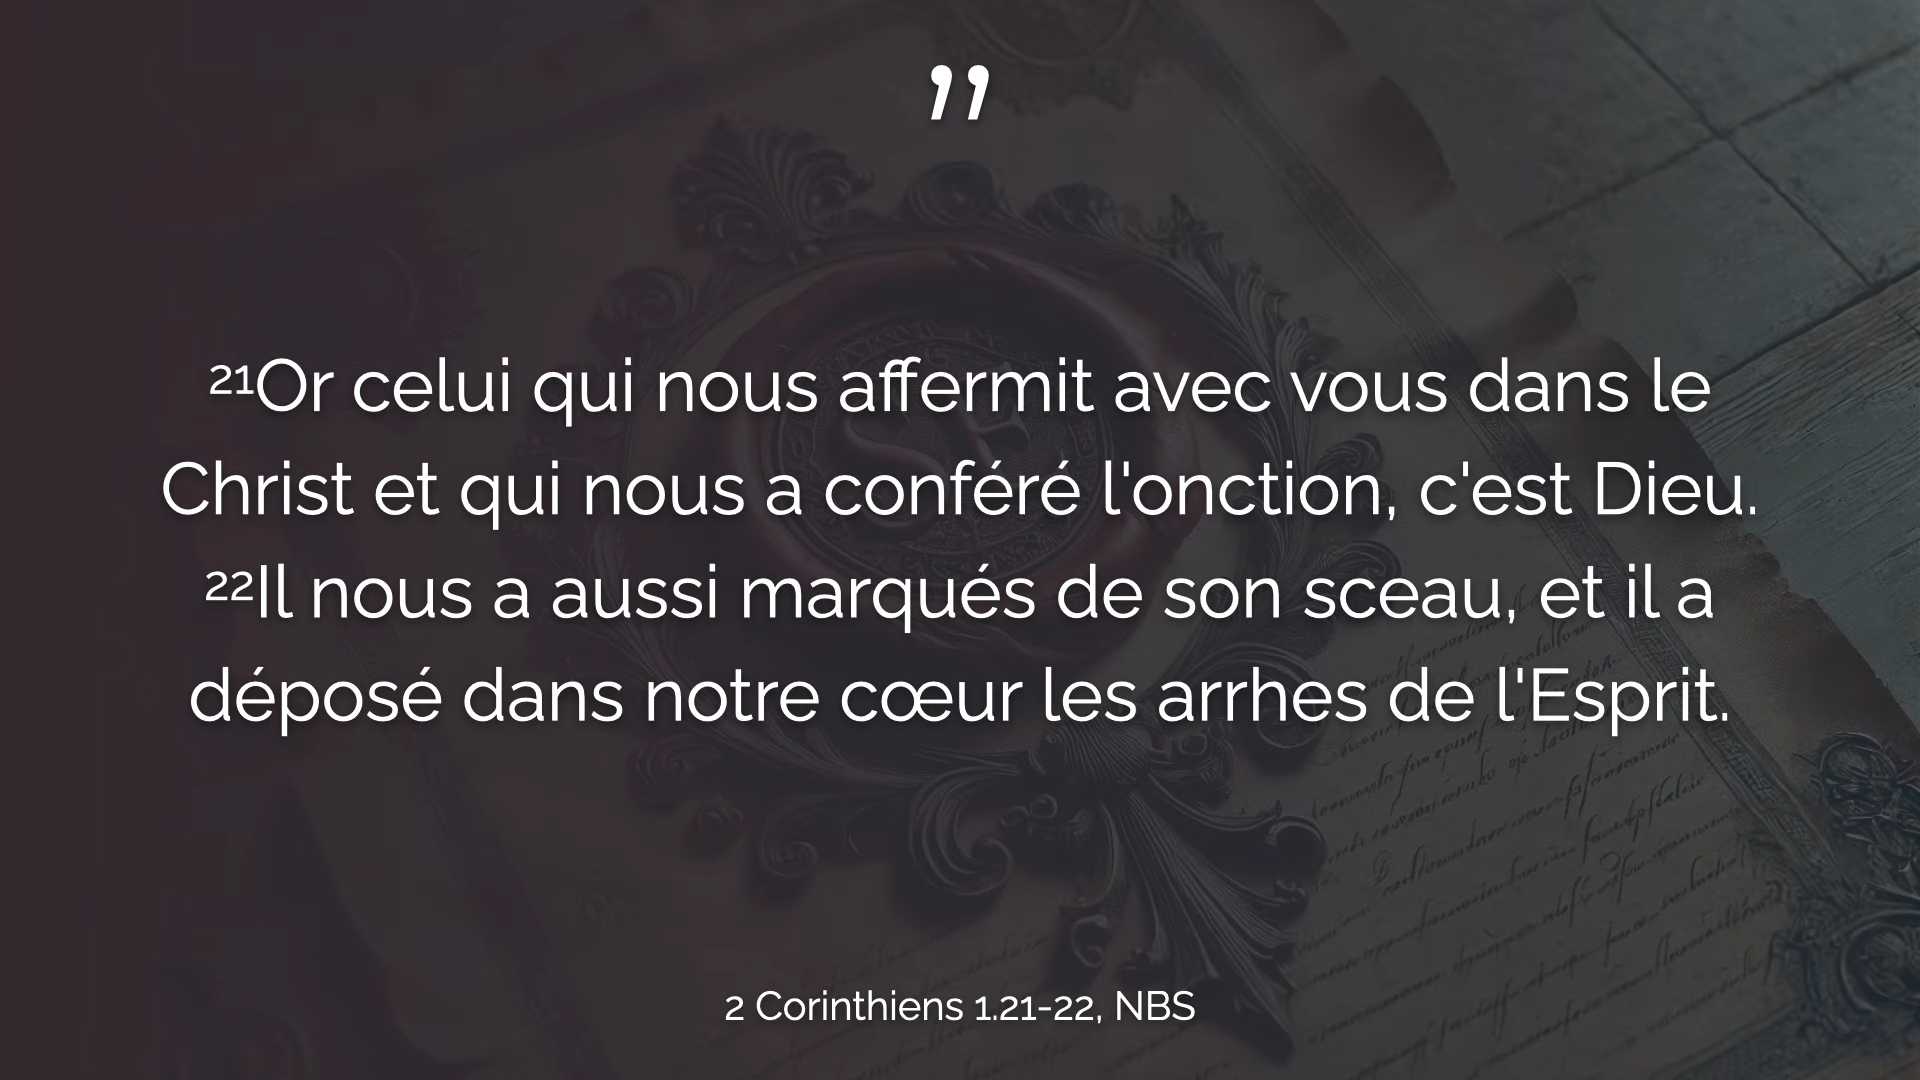 ”
²¹Or celui qui nous affermit avec vous dans le
Christ et qui nous a conféré l'onction, c'est Dieu.
²²Il nous a aussi marqués de son sceau, et il a
déposé dans notre cœur les arrhes de l'Esprit.
2 Corinthiens 1.21-22, NBS